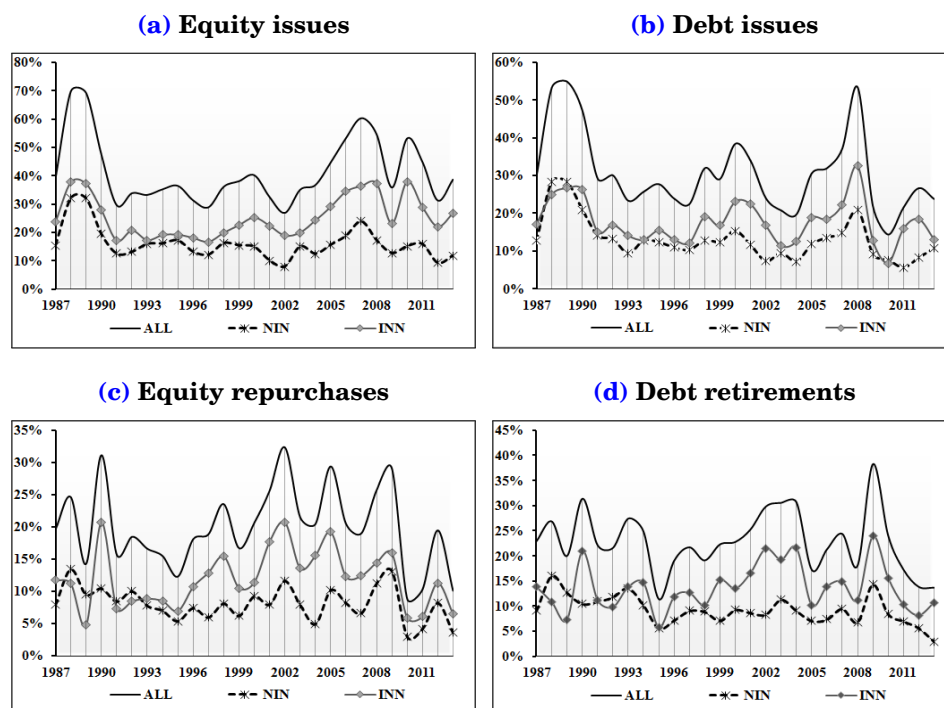 (a) Equity issues
80%
70%
60%
50%
40%
30%
20%
10%
0%
1987 1990 1993 1996 1999 2002 2005 2008 2011
ALL NIN INN
(b) Debt issues
60%
50%
40%
30%
20%
10%
0%
1987 1990 1993 1996 1999 2002 2005 2008 2011
ALL NIN INN
(c) Equity repurchases
35%
30%
25%
20%
15%
10%
5%
0%
1987 1990 1993 1996 1999 2002 2005 2008 2011
ALL NIN INN
(d) Debt retirements
45%
40%
35%
30%
25%
20%
15%
10%
5%
0%
1987 1990 1993 1996 1999 2002 2005 2008 2011
ALL NIN INN